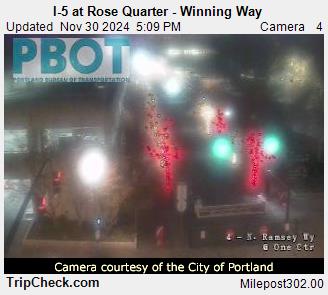 I-5 at Rose Quarter - Winning Way
Updated Nov 30 2024 5:09 PM Camera 4
PBOT
PORTLAND BUREAU OF TRANSPORTATION
4 - N. Ramsey Wy
@ One Ctr
Camera courtesy of the City of Portland
TripCheck.com Milepost302.00